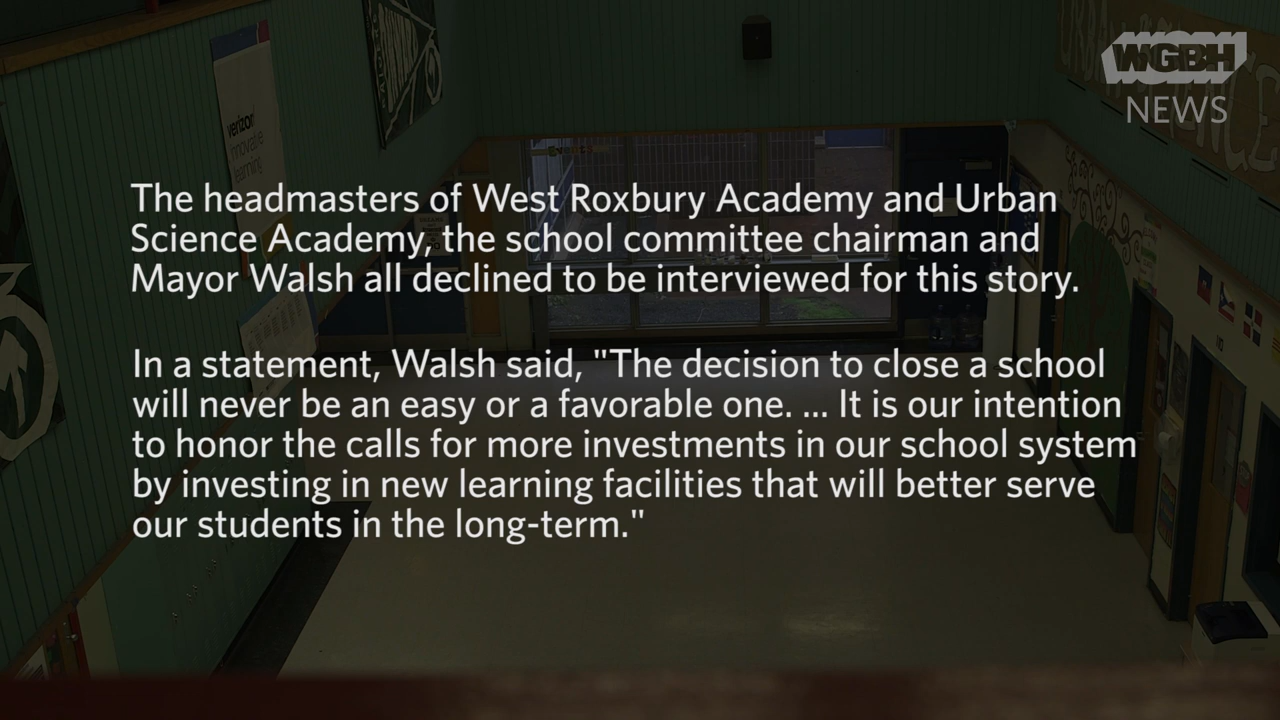 WGBH
NEWS
verizon
innovative
learning
The headmasters of West Roxbury Academy and Urban
Science Academy, the school committee chairman and
Mayor Walsh all declined to be interviewed for this story.
In a statement, Walsh said, "The decision to close a school
will never be an easy or a favorable one. ... It is our intention
to honor the calls for more investments in our school system
by investing in new learning facilities that will better serve
our students in the long-term."